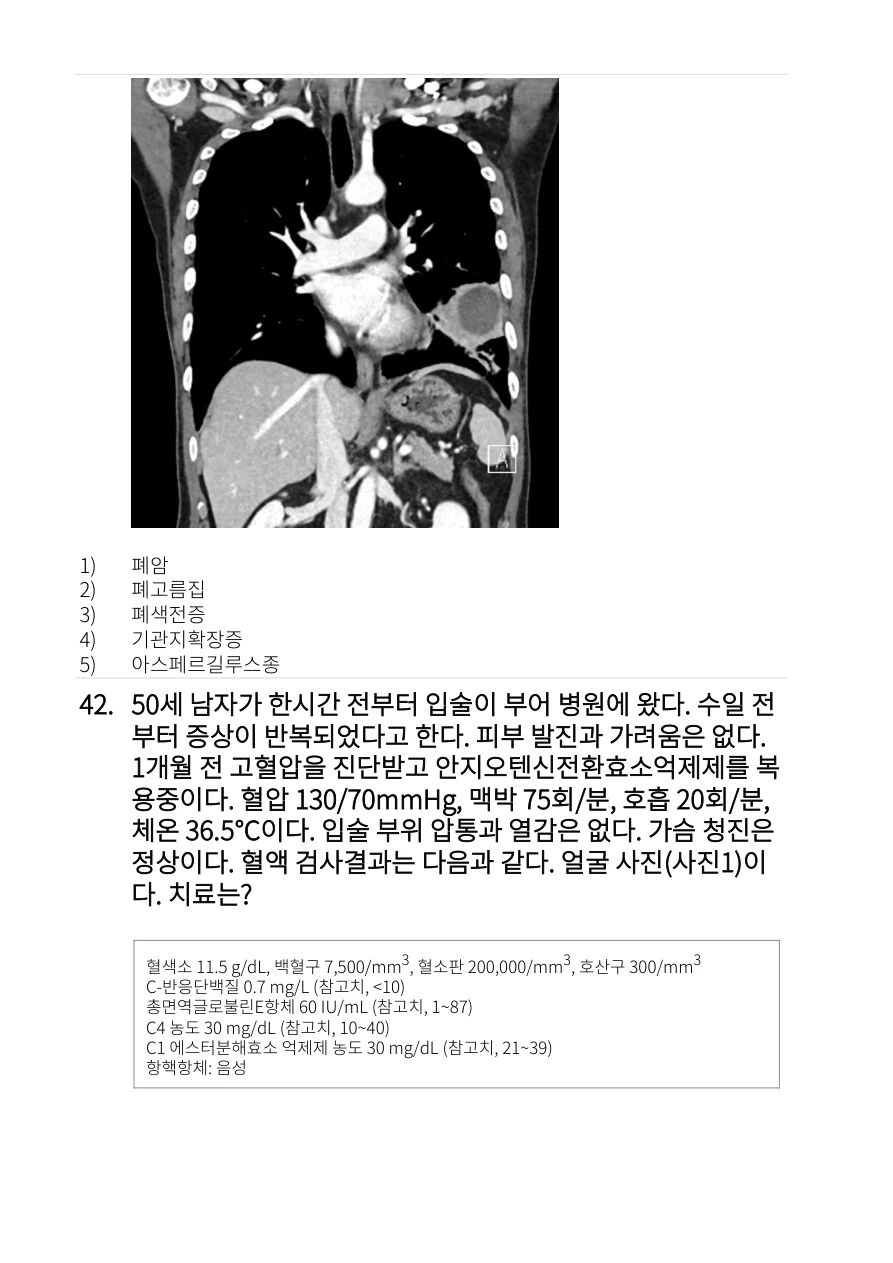 A
1) 폐암
2) 폐고름집
3) 폐색전증
4) 기관지확장증
5) 아스페르길루스종
42. 50세 남자가 한시간 전부터 입술이 부어 병원에 왔다. 수일 전
부터 증상이 반복되었다고 한다. 피부 발진과 가려움은 없다.
1개월 전 고혈압을 진단받고 안지오텐신전환효소억제제를 복
용중이다. 혈압 130/70mmHg, 맥박 75회/분, 호흡 20회/분,
체온 36.5°C이다. 입술 부위 압통과 열감은 없다. 가슴 청진은
정상이다. 혈액 검사결과는 다음과 같다. 얼굴 사진(사진1)이
다. 치료는?
혈색소 11.5 g/dL, 백혈구 7,500/mm³, 혈소판 200,000/mm³, 호산구 300/mm³
C-반응단백질 0.7 mg/L (참고치, <10)
총면역글로불린E항체 60 IU/mL (참고치, 1~87)
C4 농도 30 mg/dL (참고치, 10~40)
C1 에스터분해효소 억제제 농도 30 mg/dL (참고치, 21~39)
항핵항체: 음성